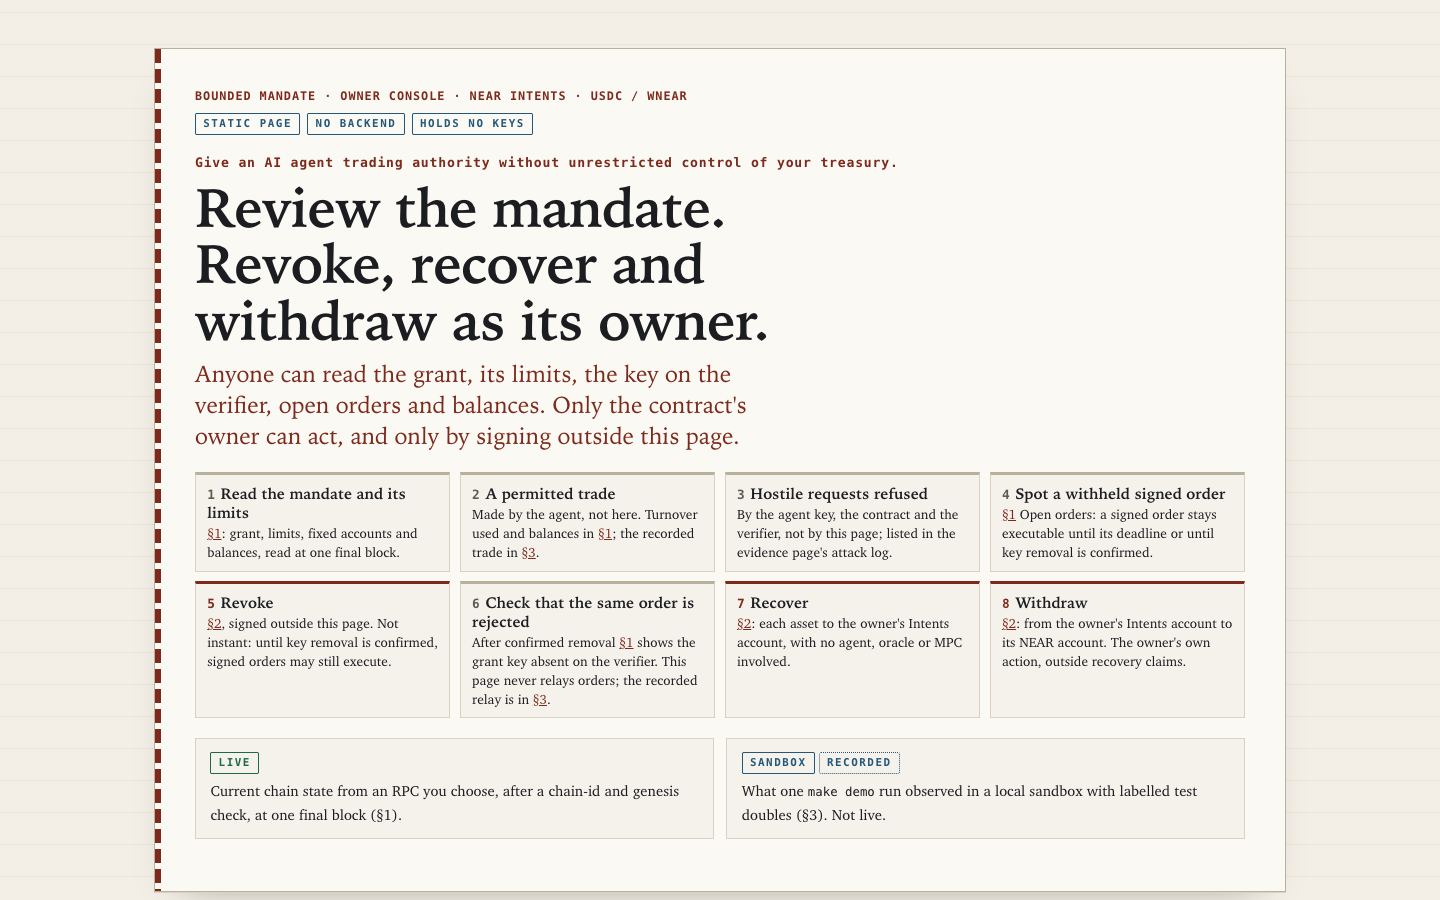 BOUNDED MANDATE · OWNER CONSOLE · NEAR INTENTS · USDC / WNEAR
STATIC PAGE NO BACKEND HOLDS NO KEYS
Give an AI agent trading authority without unrestricted control of your treasury.
Review the mandate.
Revoke, recover and
withdraw as its owner.
Anyone can read the grant, its limits, the key on the
verifier, open orders and balances. Only the contract's
owner can act, and only by signing outside this page.
1 Read the mandate and its
limits
§1: grant, limits, fixed accounts and
balances, read at one final block.
2 A permitted trade
Made by the agent, not here. Turnover
used and balances in §1; the recorded
trade in §3.
3 Hostile requests refused
By the agent key, the contract and the
verifier, not by this page; listed in the
evidence page's attack log.
4 Spot a withheld signed order
§1 Open orders: a signed order stays
executable until its deadline or until
key removal is confirmed.
5 Revoke
§2, signed outside this page. Not
instant: until key removal is confirmed,
signed orders may still execute.
6 Check that the same order is
rejected
After confirmed removal §1 shows the
grant key absent on the verifier. This
page never relays orders; the recorded
relay is in §3.
7 Recover
§2: each asset to the owner's Intents
account, with no agent, oracle or MPC
involved.
8 Withdraw
§2: from the owner's Intents account to
its NEAR account. The owner's own
action, outside recovery claims.
LIVE
Current chain state from an RPC you choose, after a chain-id and genesis
check, at one final block (§1).
SANDBOX RECORDED
What one make demo run observed in a local sandbox with labelled test
doubles (§3). Not live.